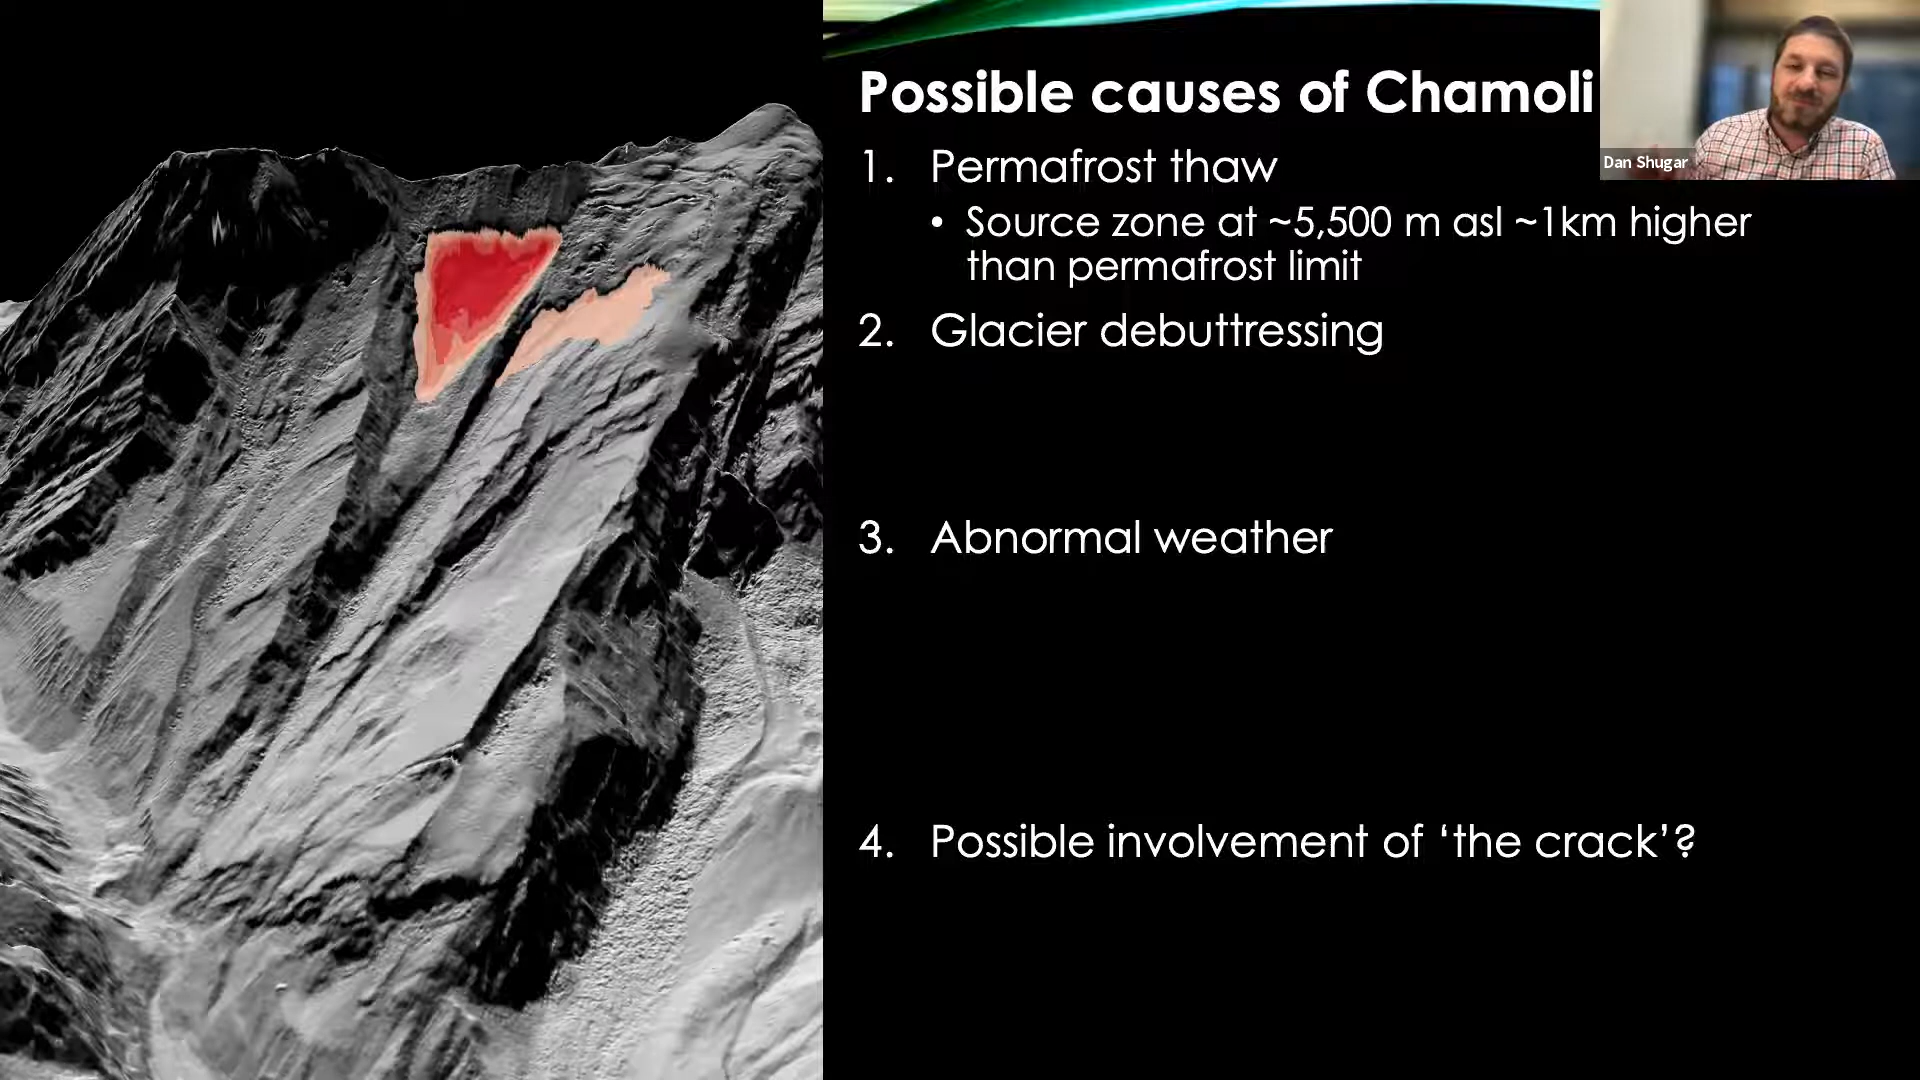 Possible causes of Chamoli
Dan Shugar
1. Permafrost thaw
• Source zone at ~5,500 m asl ~1km higher
than permafrost limit
2. Glacier debuttressing
3. Abnormal weather
4. Possible involvement of ‘the crack’?